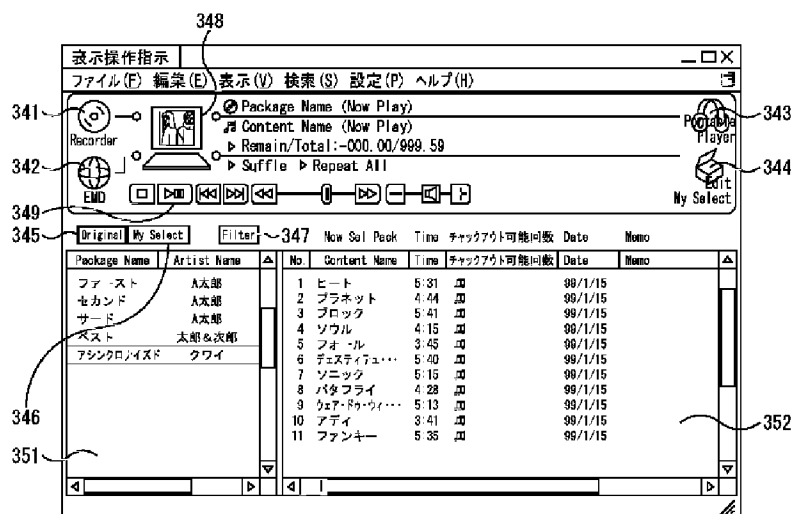 348
表示操作指示
ファイル(F) 編集(E) 表示(V) 検索(S) 設定(P) ヘルプ(H)
341
Recorder
Package Name (Now Play)
Content Name (Now Play)
Remain/Total:-000.00/999.59
Suffle Repeat All
Portable Player
343
342
EMD
Edit
My Select
344
349
345
Original My Select Filter 347 Now Sel Pack Time チャックアウト可能回数 Date Memo
Package Name Artist Name
No. Content Name Time チャックアウト可能回数 Date Memo
ファースト A太郎
セカンド A太郎
サード A太郎
ベスト 太郎&次郎
アシンクロノイズド クワイ
1 ヒート 5:31 99/1/15
2 プラネット 4:44 99/1/15
3 ブロック 5:41 99/1/15
4 ソウル 4:15 99/1/15
5 フォール 3:45 99/1/15
6 デェスティフュ・・・ 5:40 99/1/15
7 ソニック 5:15 99/1/15
8 バタフライ 4:28 99/1/15
9 ウェア・ドゥ・ウィ・・・ 5:13 99/1/15
10 アディ 3:41 99/1/15
11 ファンキー 5:35 99/1/15
346
351
352